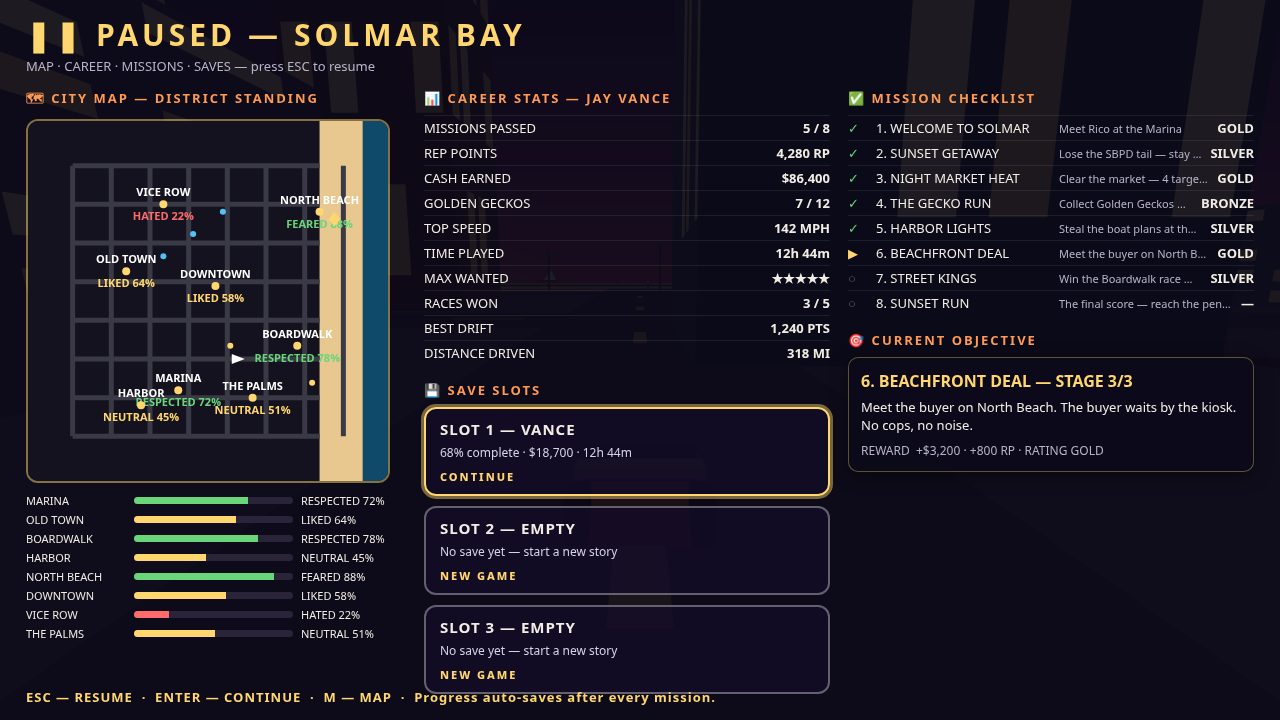 ❚❚ PAUSED — SOLMAR BAY
MAP · CAREER · MISSIONS · SAVES — press ESC to resume
🗺 CITY MAP — DISTRICT STANDING
VICE ROW
HATED 22%
NORTH BEACH
FEARED 88%
OLD TOWN
LIKED 64%
DOWNTOWN
LIKED 58%
BOARDWALK
RESPECTED 78%
MARINA
RESPECTED 72%
HARBOR
NEUTRAL 45%
THE PALMS
NEUTRAL 51%
MARINA RESPECTED 72%
OLD TOWN LIKED 64%
BOARDWALK RESPECTED 78%
HARBOR NEUTRAL 45%
NORTH BEACH FEARED 88%
DOWNTOWN LIKED 58%
VICE ROW HATED 22%
THE PALMS NEUTRAL 51%
📊 CAREER STATS — JAY VANCE
MISSIONS PASSED 5 / 8
REP POINTS 4,280 RP
CASH EARNED $86,400
GOLDEN GECKOS 7 / 12
TOP SPEED 142 MPH
TIME PLAYED 12h 44m
MAX WANTED ★★★★★
RACES WON 3 / 5
BEST DRIFT 1,240 PTS
DISTANCE DRIVEN 318 MI
💾 SAVE SLOTS
SLOT 1 — VANCE
68% complete · $18,700 · 12h 44m
CONTINUE
SLOT 2 — EMPTY
No save yet — start a new story
NEW GAME
SLOT 3 — EMPTY
No save yet — start a new story
NEW GAME
✅ MISSION CHECKLIST
✓ 1. WELCOME TO SOLMAR Meet Rico at the Marina GOLD
✓ 2. SUNSET GETAWAY Lose the SBPD tail — stay ... SILVER
✓ 3. NIGHT MARKET HEAT Clear the market — 4 targe... GOLD
✓ 4. THE GECKO RUN Collect Golden Geckos ... BRONZE
✓ 5. HARBOR LIGHTS Steal the boat plans at th... SILVER
▶ 6. BEACHFRONT DEAL Meet the buyer on North B... GOLD
○ 7. STREET KINGS Win the Boardwalk race ... SILVER
○ 8. SUNSET RUN The final score — reach the pen... —
🎯 CURRENT OBJECTIVE
6. BEACHFRONT DEAL — STAGE 3/3
Meet the buyer on North Beach. The buyer waits by the kiosk.
No cops, no noise.
REWARD +$3,200 · +800 RP · RATING GOLD
ESC — RESUME · ENTER — CONTINUE · M — MAP · Progress auto-saves after every mission.